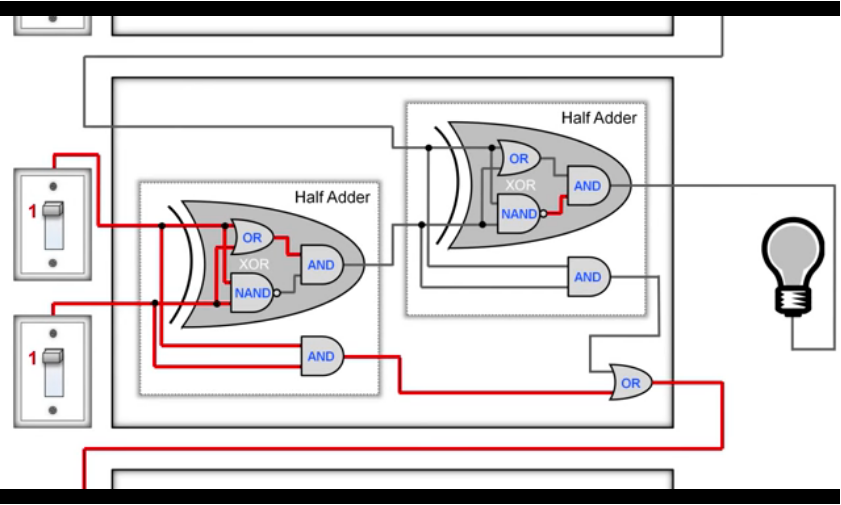 Half Adder
OR
XOR
AND
NAND
AND
1
Half Adder
OR
XOR
AND
NAND
AND
1
OR